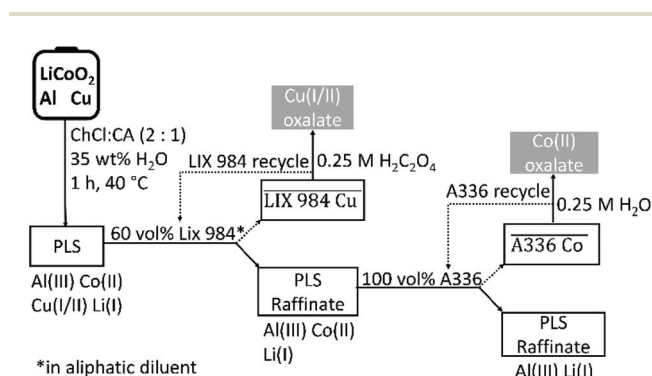 LiCoO₂
Al Cu
ChCl:CA (2 : 1)
35 wt% H₂O
1 h, 40 °C
Cu(I/II)
oxalate
LIX 984 recycle
0.25 M H₂C₂O₄
LIX 984 Cu
Co(II)
oxalate
A336 recycle
0.25 M H₂O
A336 Co
PLS
60 vol% Lix 984*
Al(III) Co(II)
Cu(I/II) Li(I)
PLS
Raffinate
100 vol% A336
Al(III) Co(II)
Li(I)
PLS
Raffinate
Al(III) Li(I)
*in aliphatic diluent